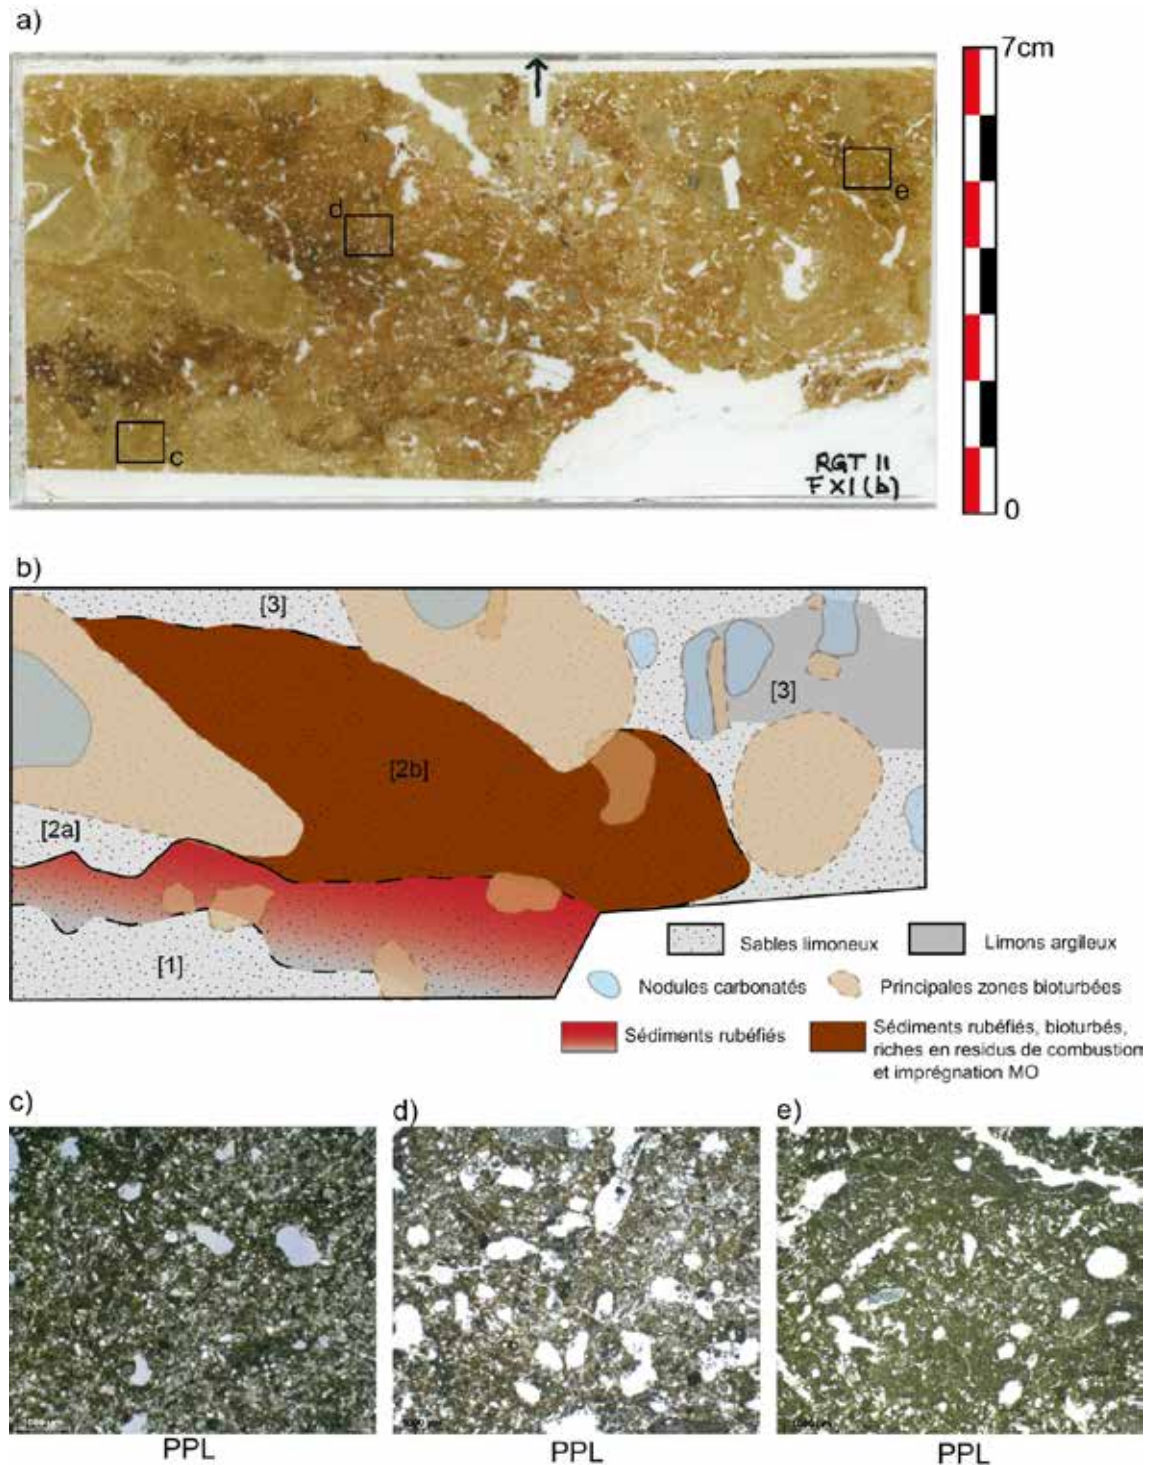 a)
7cm
d
e
c
RGT 11
F XI (b)
0
b)
[3]
[3]
[2b]
[2a]
[1]
Sables limoneux
Limons argileux
Nodules carbonatés
Principales zones bioturbées
Sédiments rubéfiés
Sédiments rubéfiés, bioturbés,
riches en residus de combustion
et imprégnation MO
c)
d)
e)
PPL
PPL
PPL